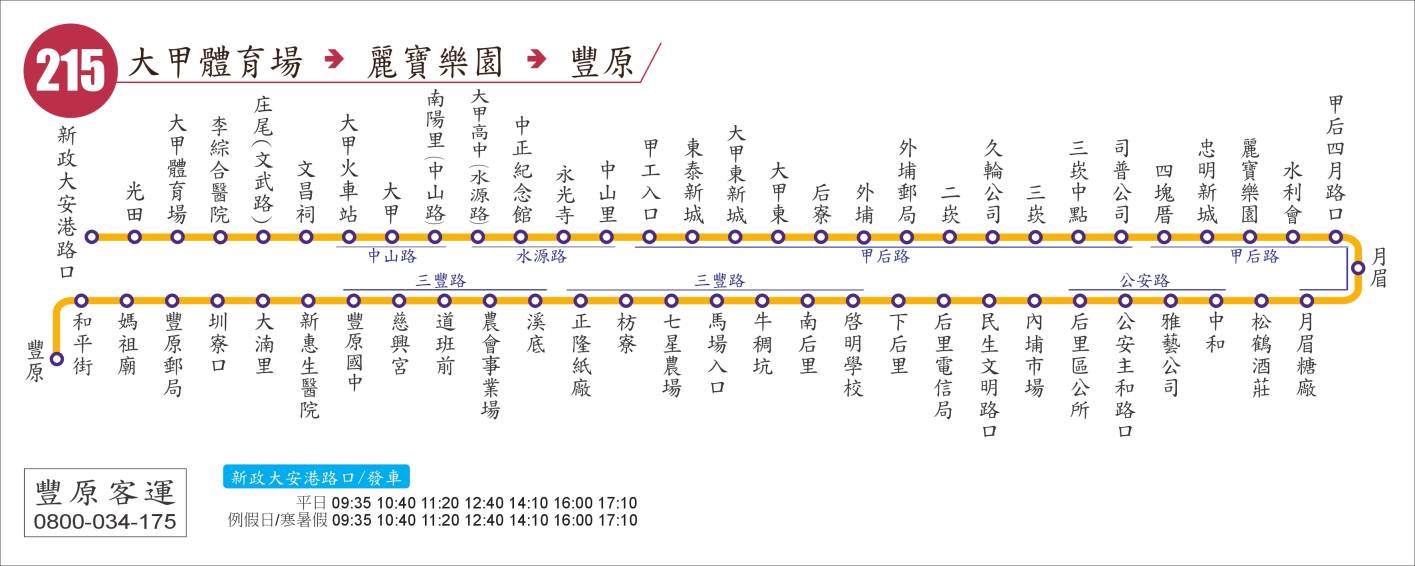 215
大甲體育場 → 麗寶樂園 → 豐原
新政大安港路口
光田
大甲體育場
李綜合醫院
庄尾(文武路)
文昌祠
大甲火車站
大甲
南陽里(中山路)
大甲高中(水源路)
中正紀念館
永光寺
中山里
甲工入口
東泰新城
大甲東新城
大甲東
后寮
外埔
外埔郵局
二崁
久輪公司
三崁
三崁中點
司普公司
四塊厝
忠明新城
麗寶樂園
水利會
甲后四月路口
中山路
水源路
甲后路
甲后路
月眉
三豐路
三豐路
公安路
豐原
和平街
媽祖廟
豐原郵局
圳寮口
大湳里
新惠生醫院
豐原國中
慈興宮
道班前
農會事業場
溪底
正隆紙廠
枋寮
七星農場
馬場入口
牛稠坑
南后里
啓明學校
下后里
后里電信局
民生文明路口
內埔市場
后里區公所
公安主和路口
雅藝公司
中和
松鶴酒莊
月眉糖廠
豐原客運
0800-034-175
新政大安港路口/發車
平日 09:35 10:40 11:20 12:40 14:10 16:00 17:10
例假日/寒暑假 09:35 10:40 11:20 12:40 14:10 16:00 17:10